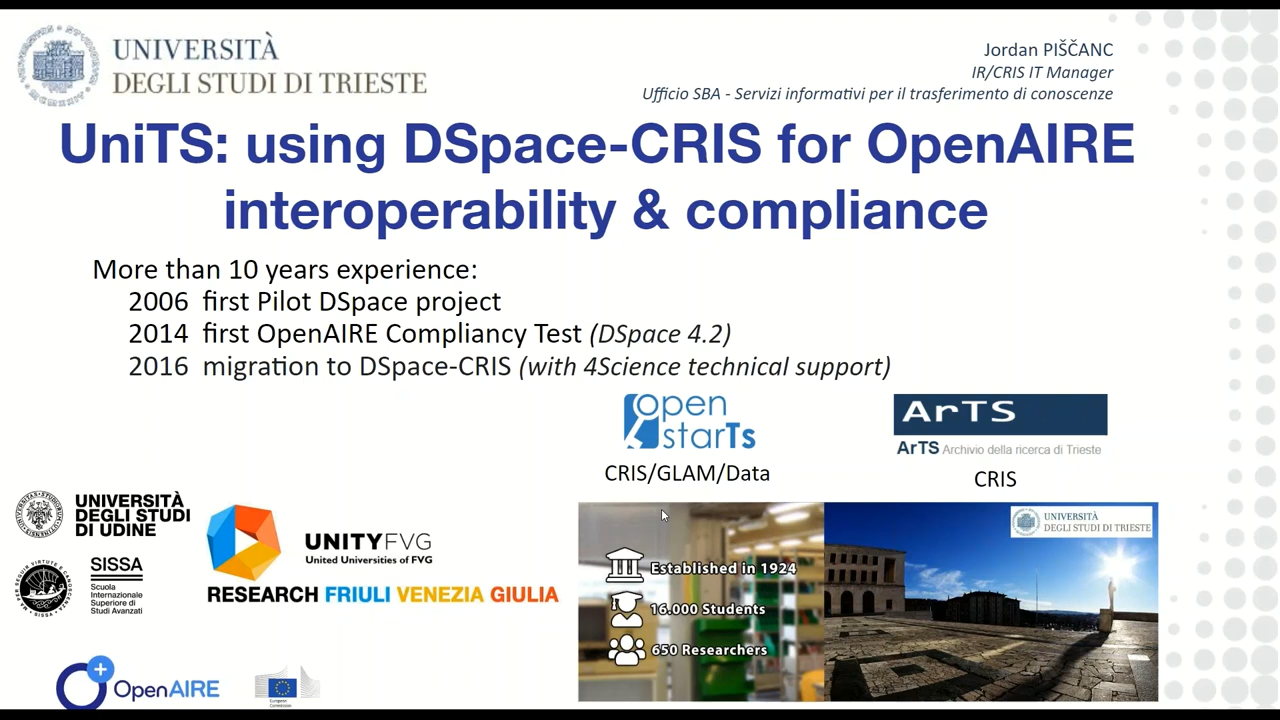 UNIVERSITÀ
DEGLI STUDI DI TRIESTE
Jordan PIŠČANC
IR/CRIS IT Manager
Ufficio SBA - Servizi informativi per il trasferimento di conoscenze
UniTS: using DSpace-CRIS for OpenAIRE
interoperability & compliance
More than 10 years experience:
2006 first Pilot DSpace project
2014 first OpenAIRE Compliancy Test (DSpace 4.2)
2016 migration to DSpace-CRIS (with 4Science technical support)
open
starTs
CRIS/GLAM/Data
ArTS
ArTS Archivio della ricerca di Trieste
CRIS
UNIVERSITÀ
DEGLI STUDI
DI UDINE
SISSA
Scuola
Internazionale
Superiore di
Studi Avanzati
UNITYFVG
United Universities of FVG
RESEARCH FRIULI VENEZIA GIULIA
Established in 1924
16.000 Students
650 Researchers
UNIVERSITÀ
DEGLI STUDI DI TRIESTE
OpenAIRE
European
Commission